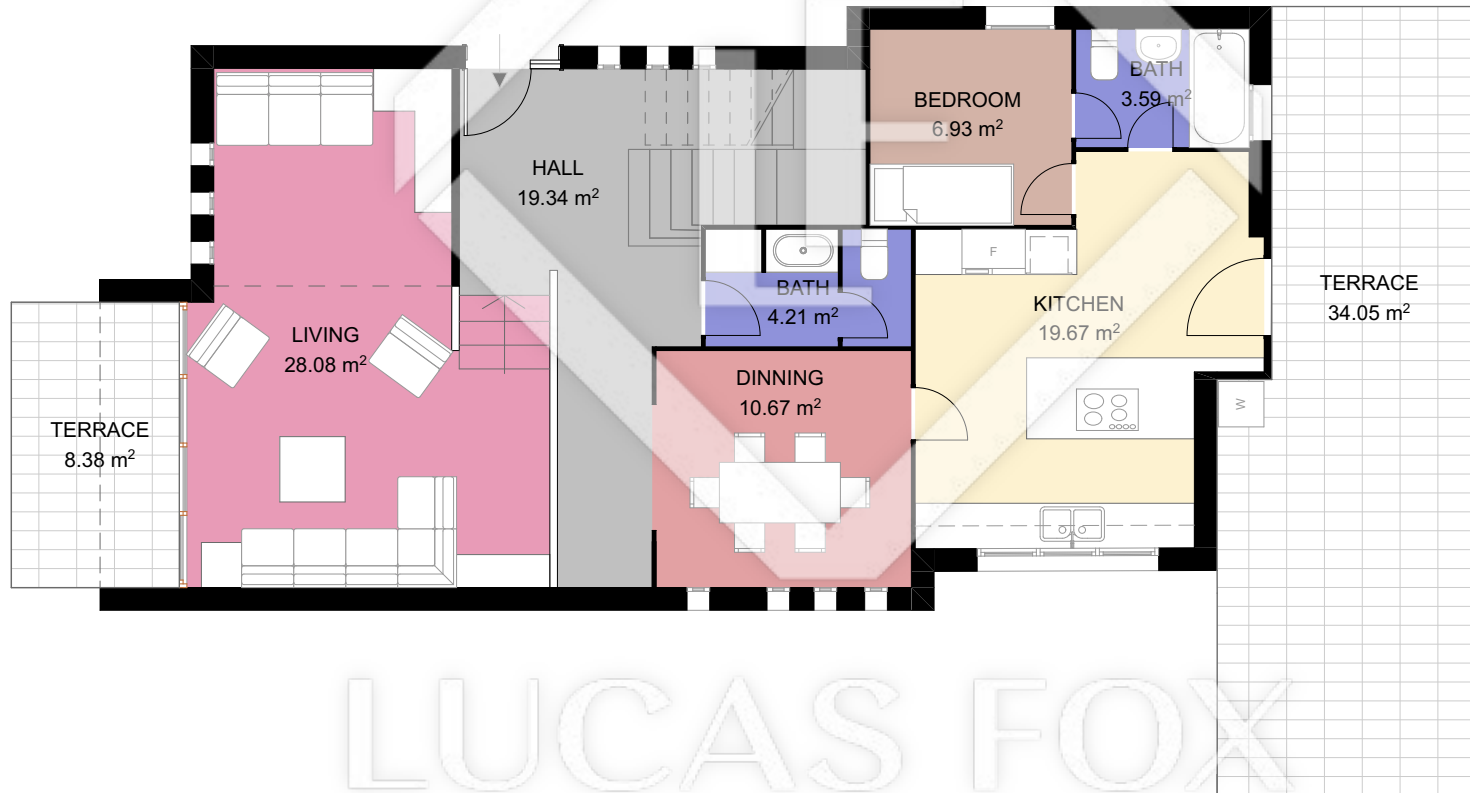 BEDROOM
6.93 m²
BATH
3.59 m²
HALL
19.34 m²
F
BATH
4.21 m²
KITCHEN
19.67 m²
TERRACE
34.05 m²
LIVING
28.08 m²
DINNING
10.67 m²
W
TERRACE
8.38 m²
LUCAS FOX